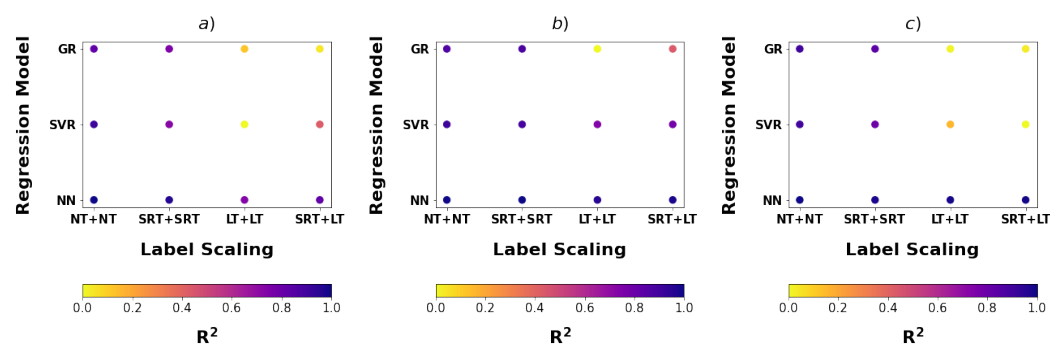 a)
Regression Model
GR
SVR
NN
NT+NT SRT+SRT LT+LT SRT+LT
Label Scaling
0.0 0.2 0.4 0.6 0.8 1.0
R²
b)
Regression Model
GR
SVR
NN
NT+NT SRT+SRT LT+LT SRT+LT
Label Scaling
0.0 0.2 0.4 0.6 0.8 1.0
R²
c)
Regression Model
GR
SVR
NN
NT+NT SRT+SRT LT+LT SRT+LT
Label Scaling
0.0 0.2 0.4 0.6 0.8 1.0
R²